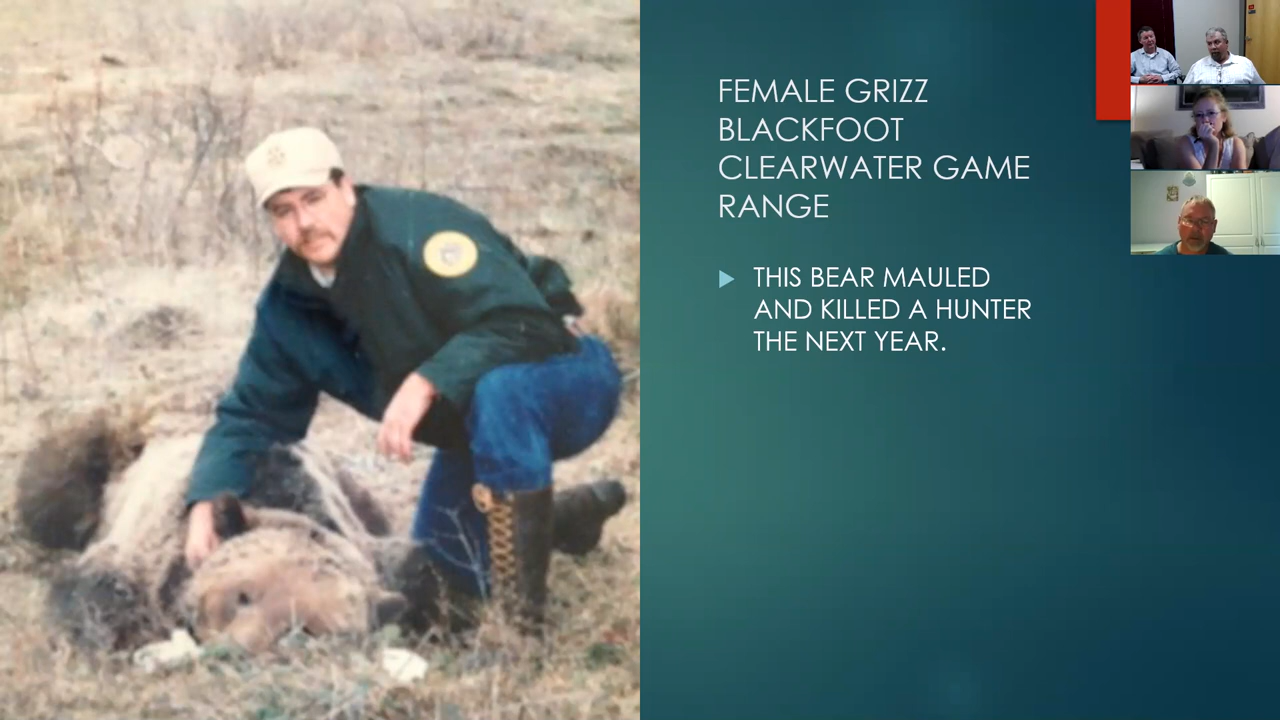 FEMALE GRIZZ
BLACKFOOT
CLEARWATER GAME
RANGE
THIS BEAR MAULED
AND KILLED A HUNTER
THE NEXT YEAR.